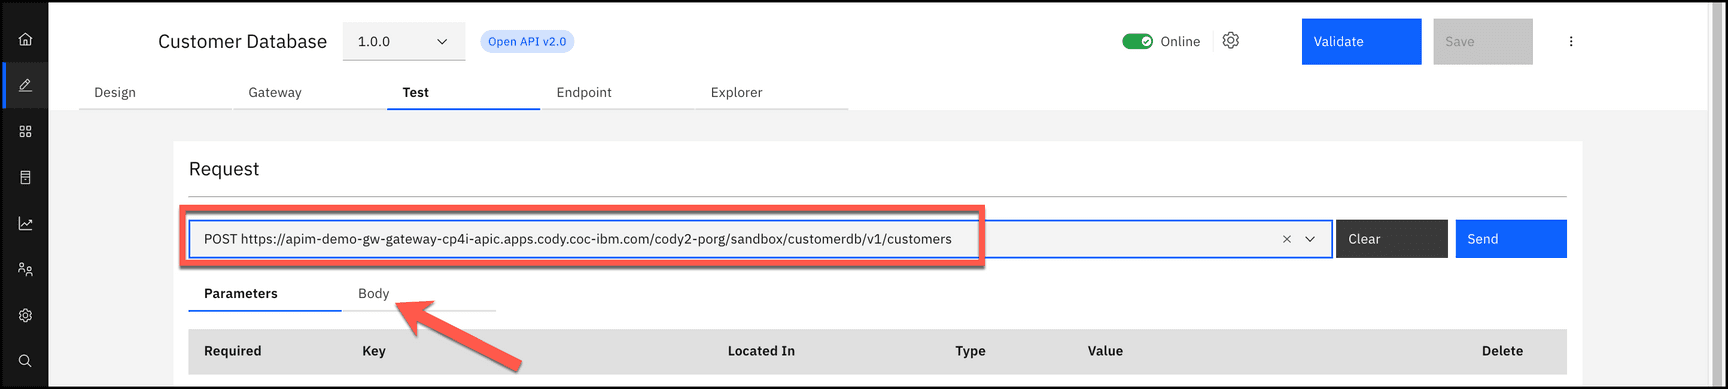 Customer Database 1.0.0 Open API v2.0 Online Validate Save
Design Gateway Test Endpoint Explorer
Request
POST https://apim-demo-gw-gateway-cp4i-apic.apps.cody.coc-ibm.com/cody2-porg/sandbox/customerdb/v1/customers Clear Send
Parameters Body
Required Key Located In Type Value Delete